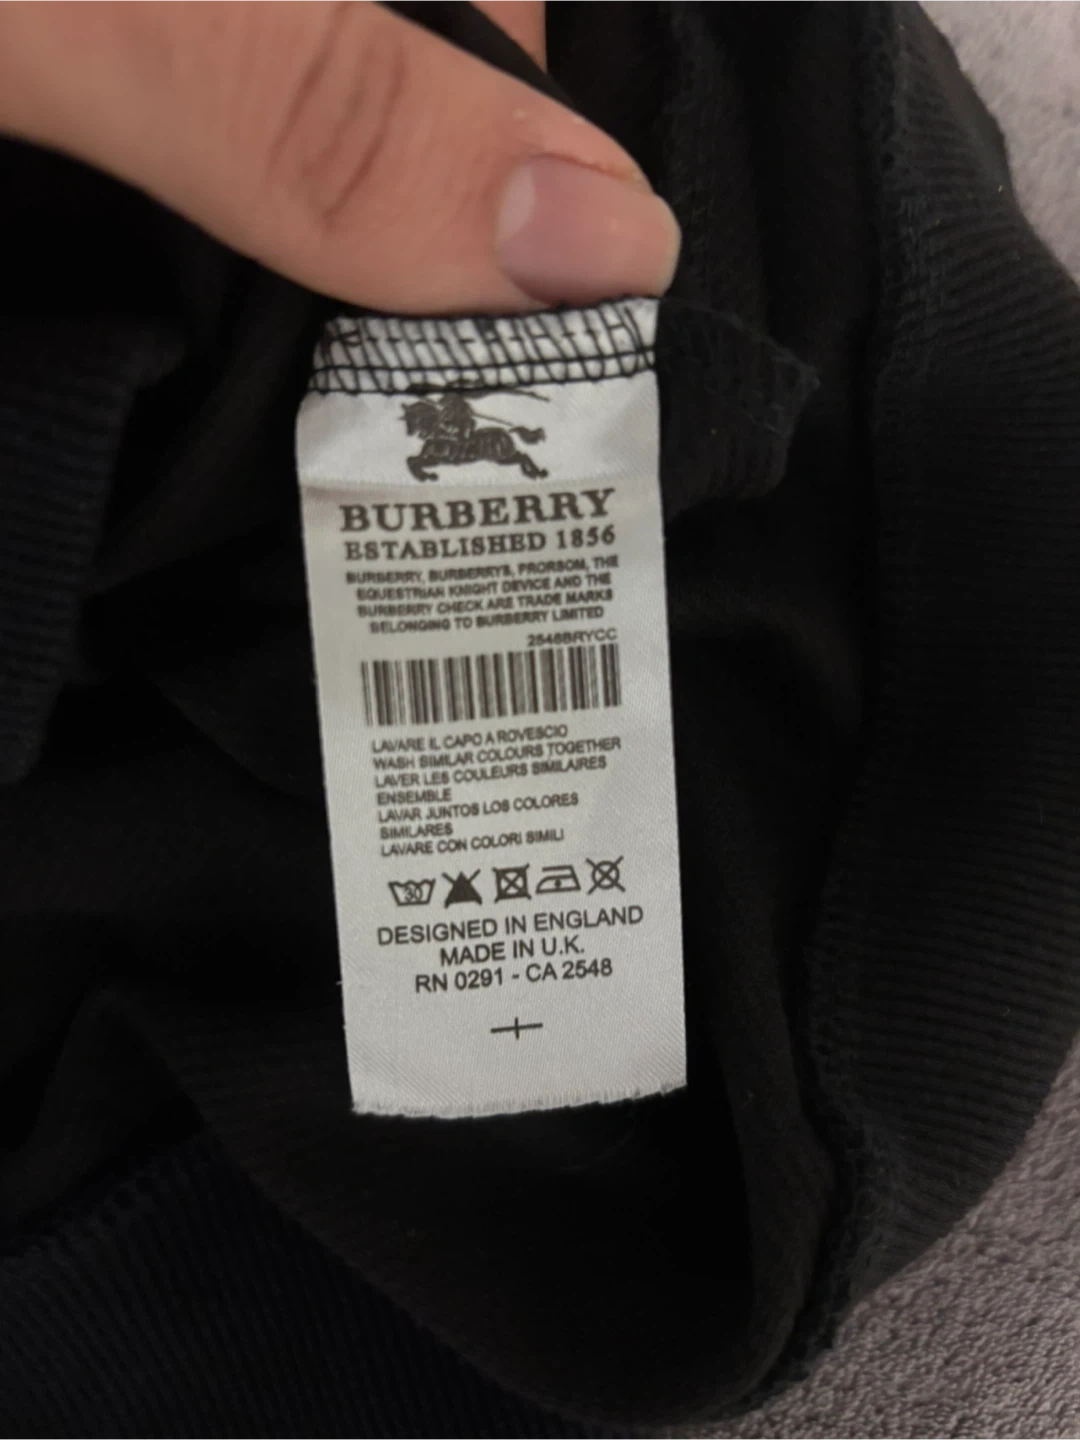 BURBERRY
ESTABLISHED 1856
BURBERRY, BURBERRYS, PRORSOM, THE
EQUESTRIAN KNIGHT DEVICE AND THE
BURBERRY CHECK ARE TRADE MARKS
BELONGING TO BURBERRY LIMITED
2548BRYCC
LAVARE IL CAPO A ROVESCIO
WASH SIMILAR COLOURS TOGETHER
LAVER LES COULEURS SIMILAIRES
ENSEMBLE
LAVAR JUNTOS LOS COLORES
SIMILARES
LAVARE CON COLORI SIMILI
30
DESIGNED IN ENGLAND
MADE IN U.K.
RN 0291 - CA 2548